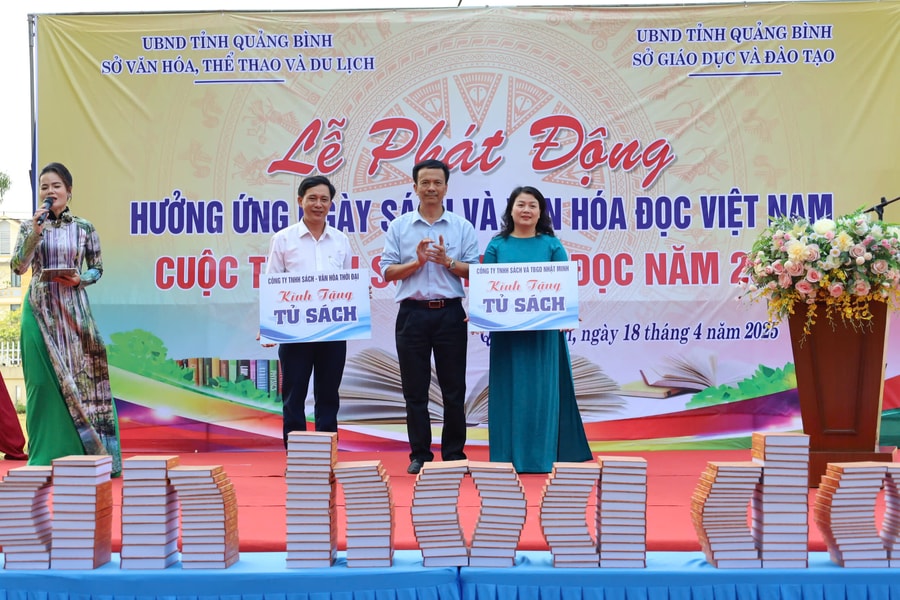 UBND TỈNH QUẢNG BÌNH
SỞ VĂN HÓA, THỂ THAO VÀ DU LỊCH
UBND TỈNH QUẢNG BÌNH
SỞ GIÁO DỤC VÀ ĐÀO TẠO
Lễ Phát Động
HƯỞNG ỨNG GÀY SÁCH VÀ VĂN HÓA ĐỌC VIỆT NAM
CUỘC ĐỌC NĂM 2
CÔNG TY TNHH SÁCH - VĂN HÓA THỜI ĐẠI
Kính Tặng
TỦ SÁCH
CÔNG TY TNHH SÁCH VÀ TBGD NHẬT MINH
Kính Tặng
TỦ SÁCH
ngày 18 tháng 4 năm 2025